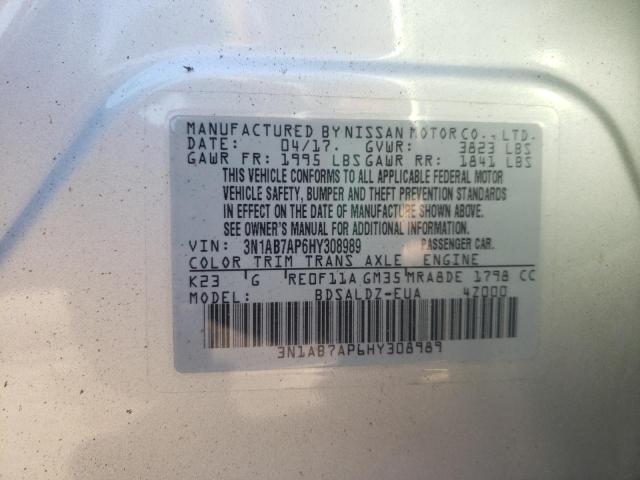 MANUFACTURED BY NISSAN MOTOR CO., LTD.
DATE: 04/17. GVWR: 3823 LBS
GAWR FR: 1995 LBS GAWR RR: 1841 LBS
THIS VEHICLE CONFORMS TO ALL APPLICABLE FEDERAL MOTOR
VEHICLE SAFETY, BUMPER AND THEFT PREVENTION STANDARDS
IN EFFECT ON THE DATE OF MANUFACTURE SHOWN ABOVE.
SEE OWNER'S MANUAL FOR ADDITIONAL INFORMATION
VIN: 3N1AB7AP6HY308989 PASSENGER CAR.
COLOR TRIM TRANS AXLE ENGINE
K23 G RE0F11A GM35 MRA8DE 1798 CC
MODEL: BDSALDZ-EUA 4Z000
3N1AB7AP6HY308989